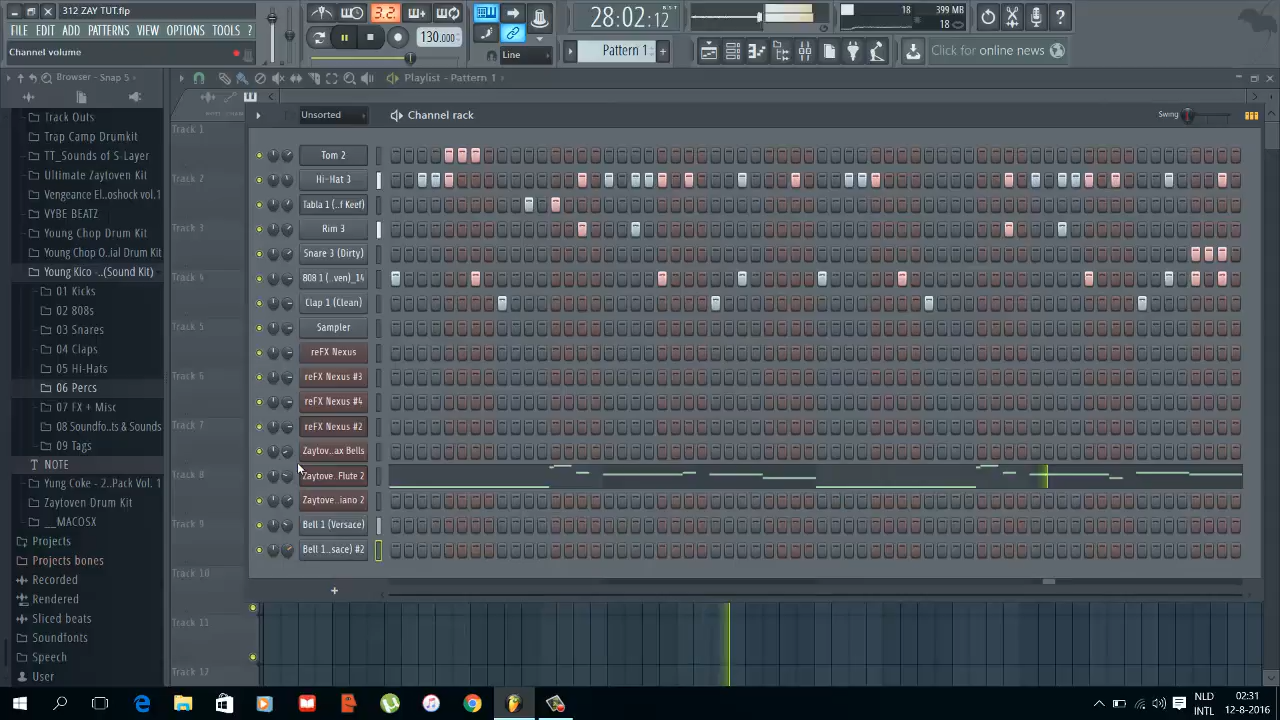 312 ZAY TUT.flp
FILE EDIT ADD PATTERNS VIEW OPTIONS TOOLS ?
Channel volume
3.2
130.000
28:02:12
M:S:T
Line
Pattern 1
18
399 MB
18
Click for online news
Browser - Snap 5
Playlist - Pattern 1
Track Outs
Trap Camp Drumkit
TT_Sounds of S-Layer
Ultimate Zaytoven Kit
Vengeance El..oshock vol.1
VYBE BEATZ
Young Chop Drum Kit
Young Chop O..ial Drum Kit
Young Kico -..(Sound Kit)
01 Kicks
02 808s
03 Snares
04 Claps
05 Hi-Hats
06 Percs
07 FX + Misc
08 Soundfo..ts & Sounds
09 Tags
NOTE
Yung Coke - 2..Pack Vol. 1
Zaytoven Drum Kit
__MACOSX
Projects
Projects bones
Recorded
Rendered
Sliced beats
Soundfonts
Speech
User
Track 1
Track 2
Track 3
Track 4
Track 5
Track 6
Track 7
Track 8
Track 9
Track 10
Track 11
Track 12
Unsorted
Channel rack
Swing
Tom 2
Hi-Hat 3
Tabla 1 (..f Keef)
Rim 3
Snare 3 (Dirty)
808 1 (..ven)_14
Clap 1 (Clean)
Sampler
reFX Nexus
reFX Nexus #3
reFX Nexus #4
reFX Nexus #2
Zaytov..ax Bells
Zaytove..Flute 2
Zaytove..iano 2
Bell 1 (Versace)
Bell 1..sace) #2
+
NLD
INTL
02:31
12-8-2016